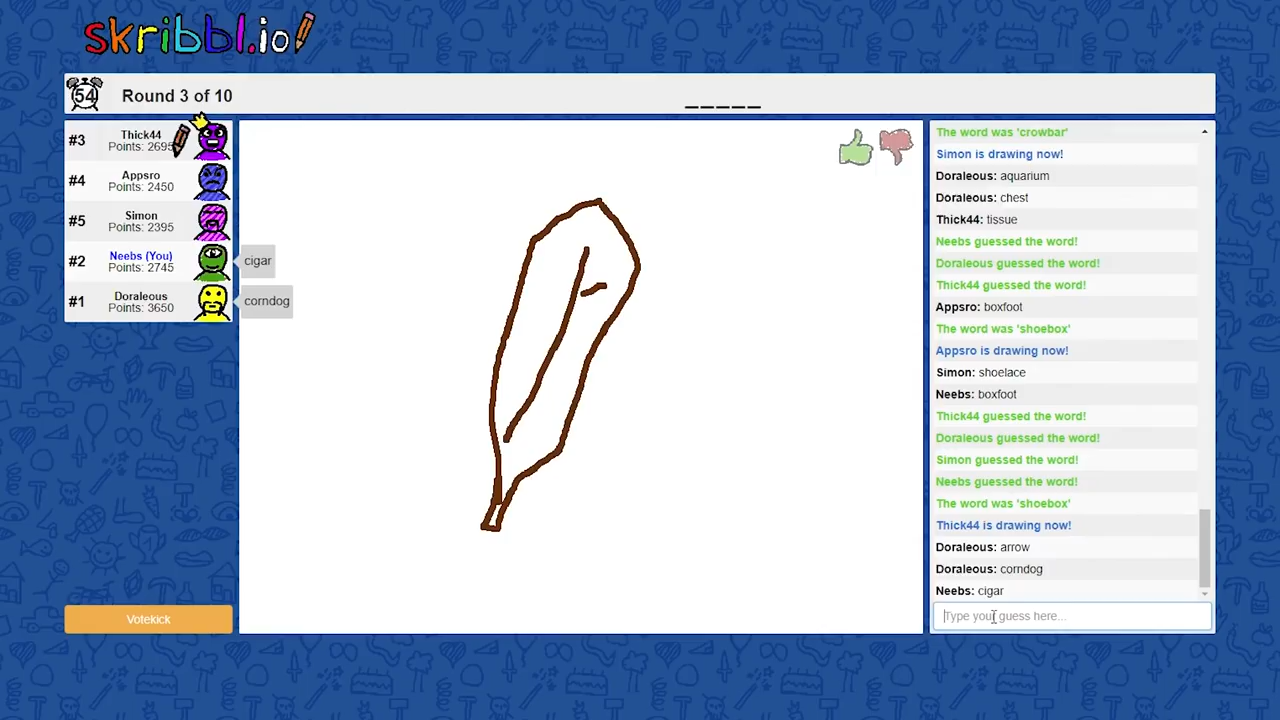 skribbl.io
54
Round 3 of 10
_____
#3
Thick44
Points: 2695
#4
Appsro
Points: 2450
#5
Simon
Points: 2395
#2
Neebs (You)
Points: 2745
cigar
#1
Doraleous
Points: 3650
corndog
Votekick
The word was 'crowbar'
Simon is drawing now!
Doraleous: aquarium
Doraleous: chest
Thick44: tissue
Neebs guessed the word!
Doraleous guessed the word!
Thick44 guessed the word!
Appsro: boxfoot
The word was 'shoebox'
Appsro is drawing now!
Simon: shoelace
Neebs: boxfoot
Thick44 guessed the word!
Doraleous guessed the word!
Simon guessed the word!
Neebs guessed the word!
The word was 'shoebox'
Thick44 is drawing now!
Doraleous: arrow
Doraleous: corndog
Neebs: cigar
Type your guess here...